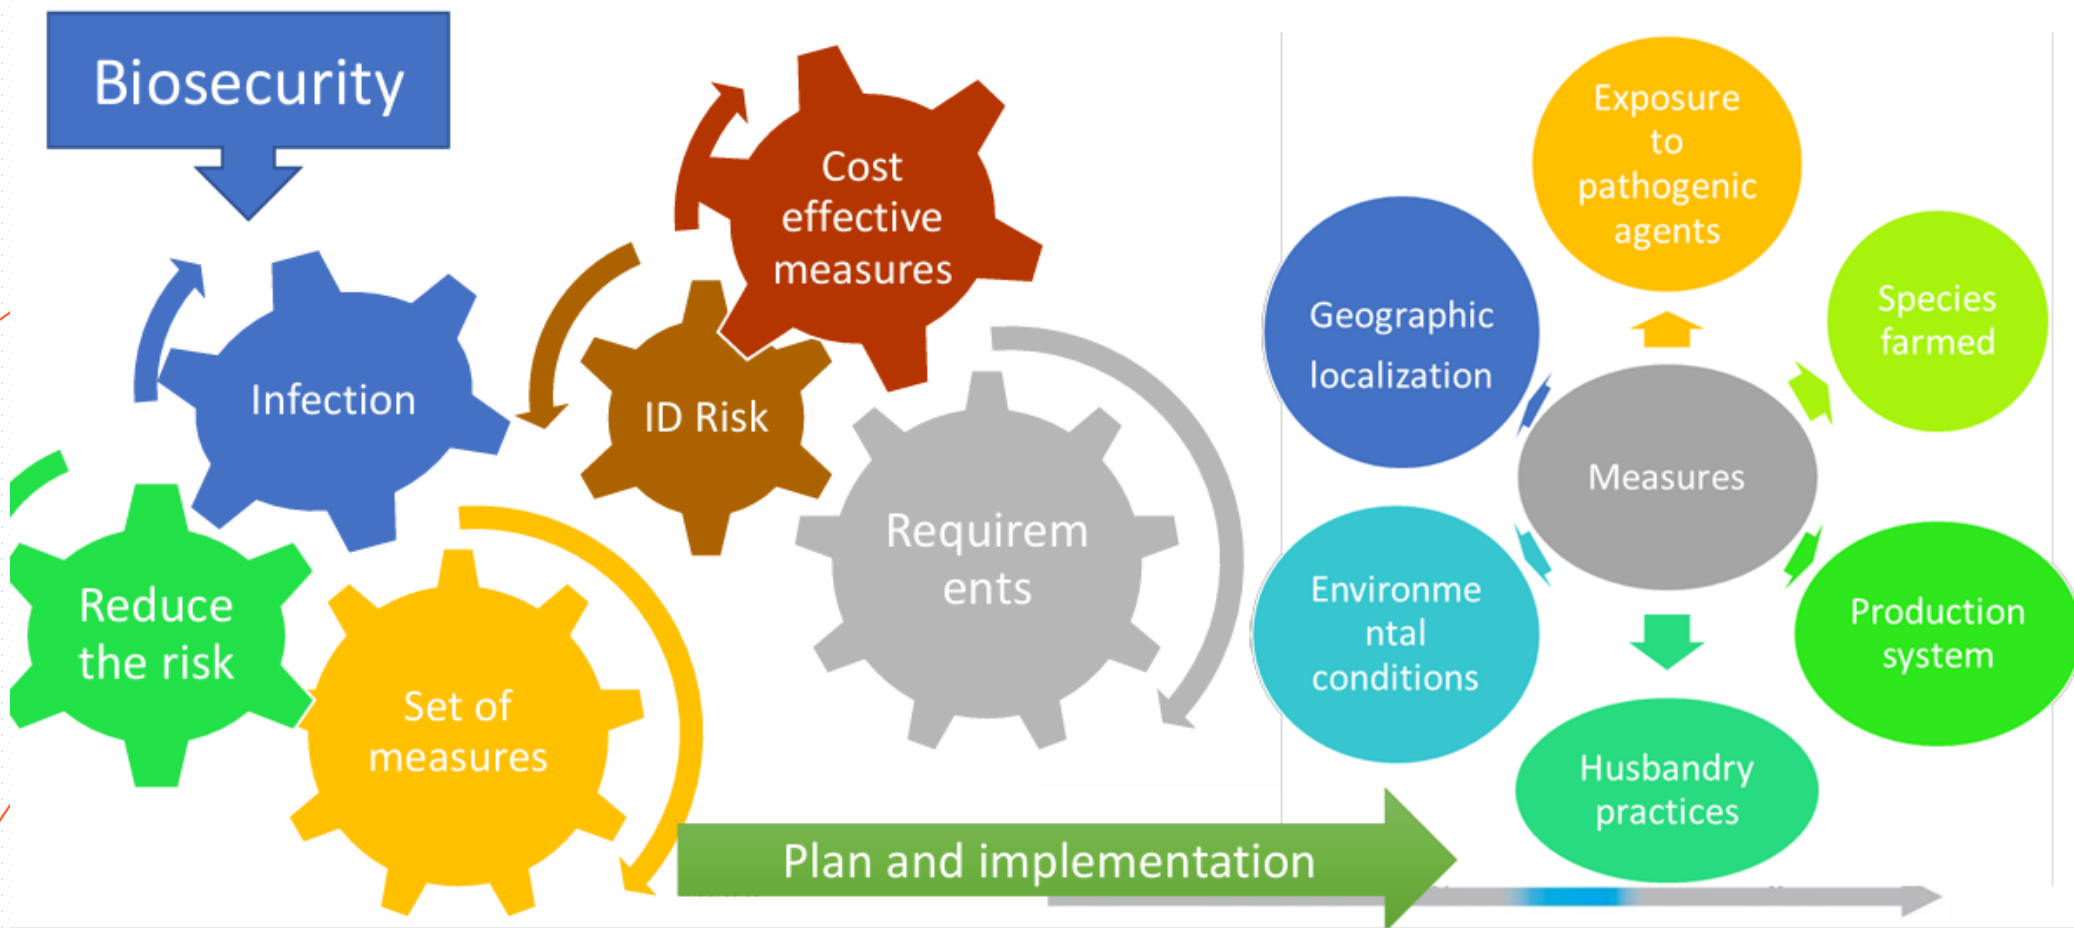 Biosecurity
Infection
Reduce
the risk
Set of
measures
Cost
effective
measures
ID Risk
Requirem
ents
Plan and implementation
Exposure
to
pathogenic
agents
Species
farmed
Production
system
Husbandry
practices
Environme
ntal
conditions
Geographic
localization
Measures